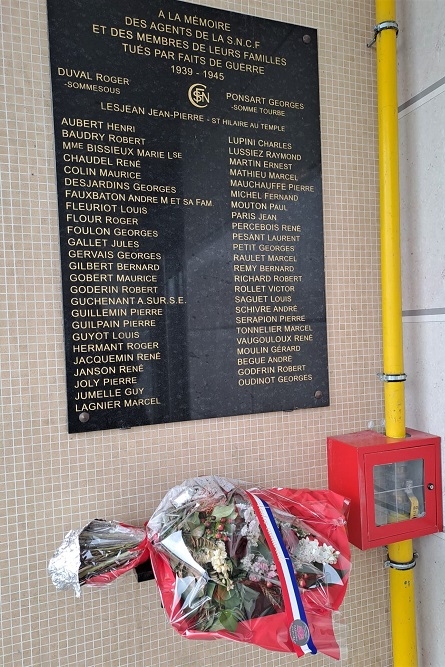 A LA MÉMOIRE
DES AGENTS DE LA S.N.C.F
ET DES MEMBRES DE LEURS FAMILLES
TUÉS PAR FAITS DE GUERRE
1939 - 1945
DUVAL ROGER
-SOMMESOUS
PONSART GEORGES
-SOMME TOURBE
LESJEAN JEAN-PIERRE - ST HILAIRE AU TEMPLE
AUBERT HENRI
BAUDRY ROBERT
MME BISSIEUX MARIE LSE
CHAUDEL RENÉ
COLIN MAURICE
DESJARDINS GEORGES
FAUXBATON ANDRE M ET SA FAM.
FLEURIOT LOUIS
FLOUR ROGER
FOULON GEORGES
GALLET JULES
GERVAIS GEORGES
GILBERT BERNARD
GOBERT MAURICE
GODERIN ROBERT
GUCHENANT A.SUR S.E.
GUILLEMIN PIERRE
GUILPAIN PIERRE
GUYOT LOUIS
HERMANT ROGER
JACQUEMIN RENÉ
JANSON RENÉ
JOLY PIERRE
JUMELLE GUY
LAGNIER MARCEL
LUPINI CHARLES
LUSSIEZ RAYMOND
MARTIN ERNEST
MATHIEU MARCEL
MAUCHAUFFÉ PIERRE
MICHEL FERNAND
MOUTON PAUL
PARIS JEAN
PERCEBOIS RENÉ
PESANT LAURENT
PETIT GEORGES
RAULET MARCEL
REMY BERNARD
RICHARD ROBERT
ROLLET VICTOR
SAGUET LOUIS
SCHIVRE ANDRÉ
SERAPION PIERRE
TONNELIER MARCEL
VAUGOULOUX RENÉ
MOULIN GÉRARD
BEGUE ANDRÉ
GODFRIN ROBERT
OUDINOT GEORGES